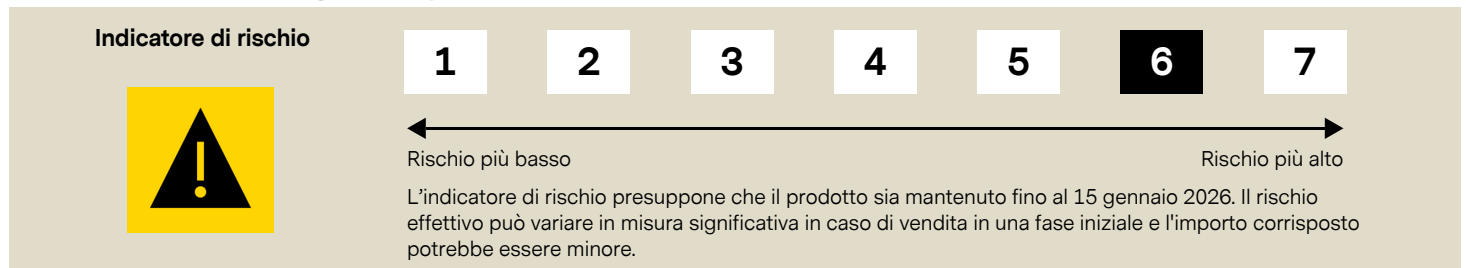 Indicatore di rischio
1 2 3 4 5 6 7
Rischio più basso Rischio più alto
L'indicatore di rischio presuppone che il prodotto sia mantenuto fino al 15 gennaio 2026. Il rischio
effettivo può variare in misura significativa in caso di vendita in una fase iniziale e l'importo corrisposto
potrebbe essere minore.